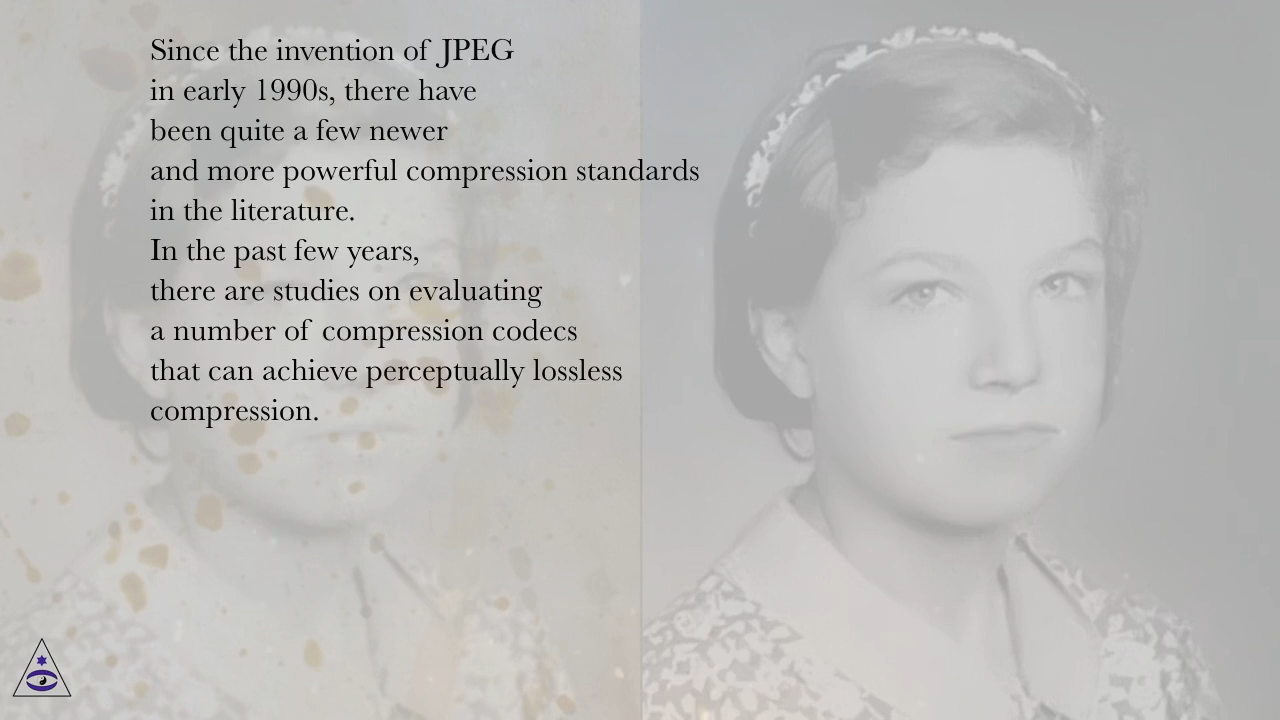 Since the invention of JPEG
in early 1990s, there have
been quite a few newer
and more powerful compression standards
in the literature.
In the past few years,
there are studies on evaluating
a number of compression codecs
that can achieve perceptually lossless
compression.